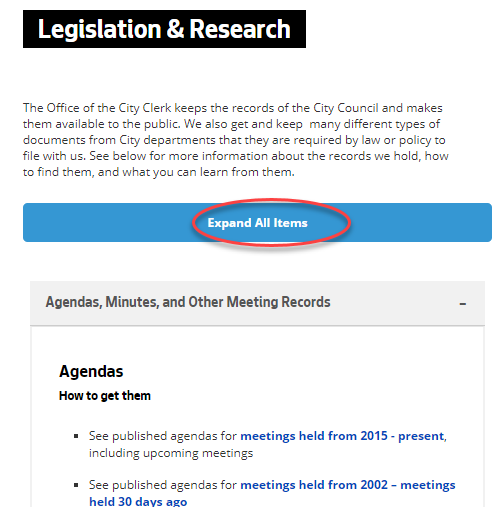 Legislation & Research
The Office of the City Clerk keeps the records of the City Council and makes
them available to the public. We also get and keep  many different types of
documents from City departments that they are required by law or policy to
file with us. See below for more information about the records we hold, how
to find them, and what you can learn from them.
Expand All Items
Agendas, Minutes, and Other Meeting Records –
Agendas
How to get them
▪ See published agendas for meetings held from 2015 - present,
including upcoming meetings
▪ See published agendas for meetings held from 2002 – meetings
held 30 days ago